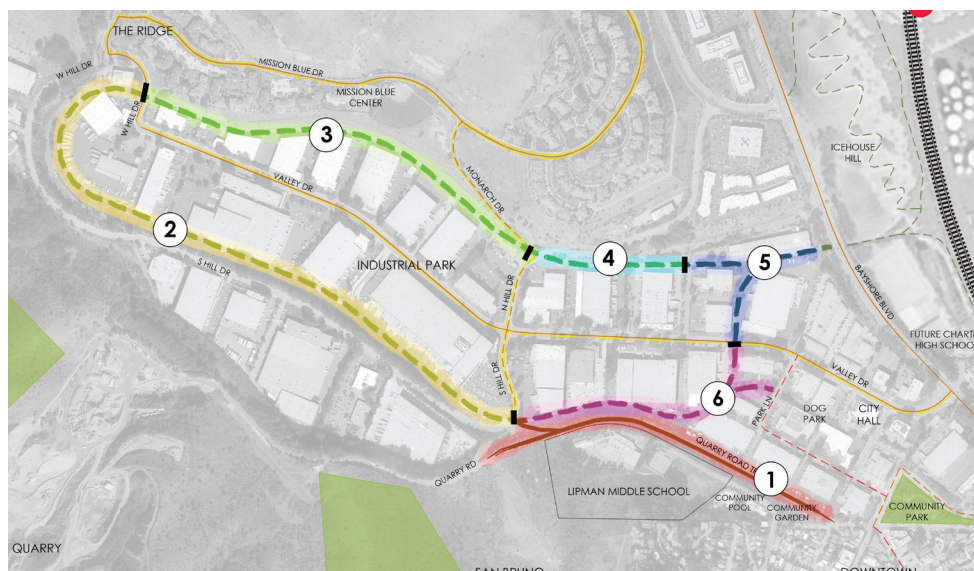 THE RIDGE
W HILL DR
MISSION BLUE DR
MISSION BLUE
CENTER
W HILL DR
3
ICEHOUSE
HILL
VALLEY DR
MONARCH DR
2
S HILL DR
INDUSTRIAL PARK
4
5
N HILL DR
BAYSHORE BLVD
FUTURE CHART
HIGH SCHOO
S HILL DR
VALLEY DR
6
PARK LN
DOG
PARK
CITY
HALL
QUARRY ROAD TR
QUARRY RD
1
LIPMAN MIDDLE SCHOOL
COMMUNITY
POOL
COMMUNITY
GARDEN
COMMUNITY
PARK
QUARRY
SAN BRUNO
DOWNTOWN